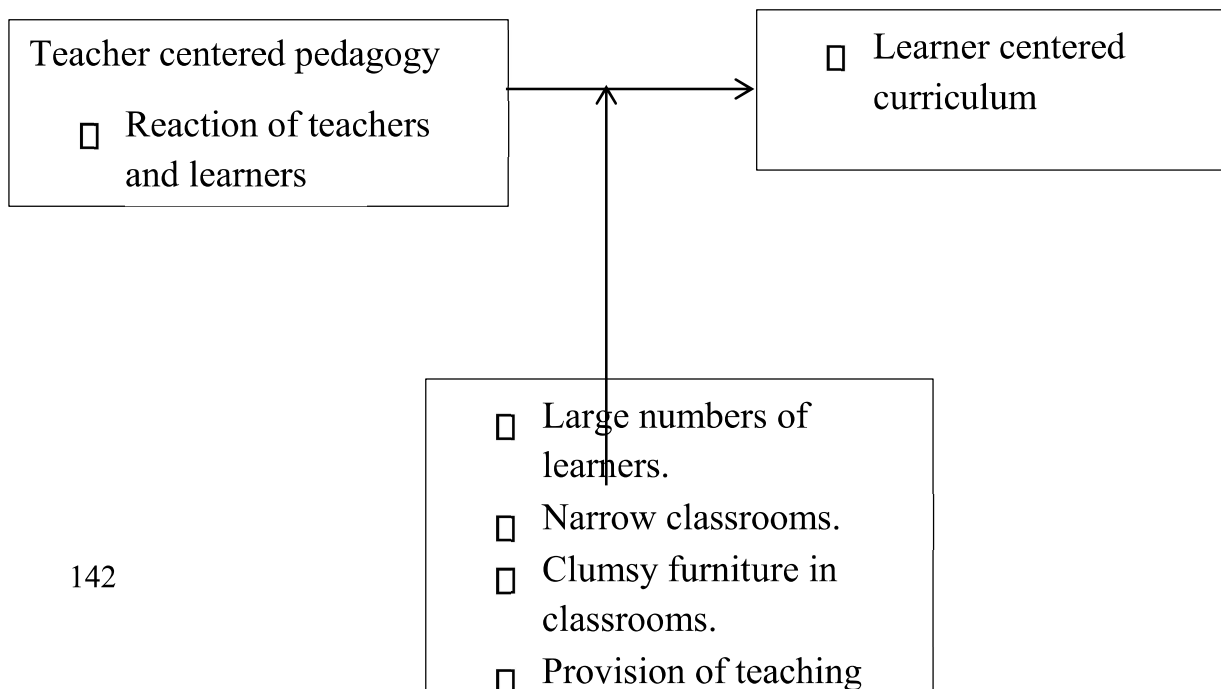 Teacher centered pedagogy
Reaction of teachers
and learners
Learner centered
curriculum
Large numbers of
learners.
Narrow classrooms.
Clumsy furniture in
classrooms.
Provision of teaching
142